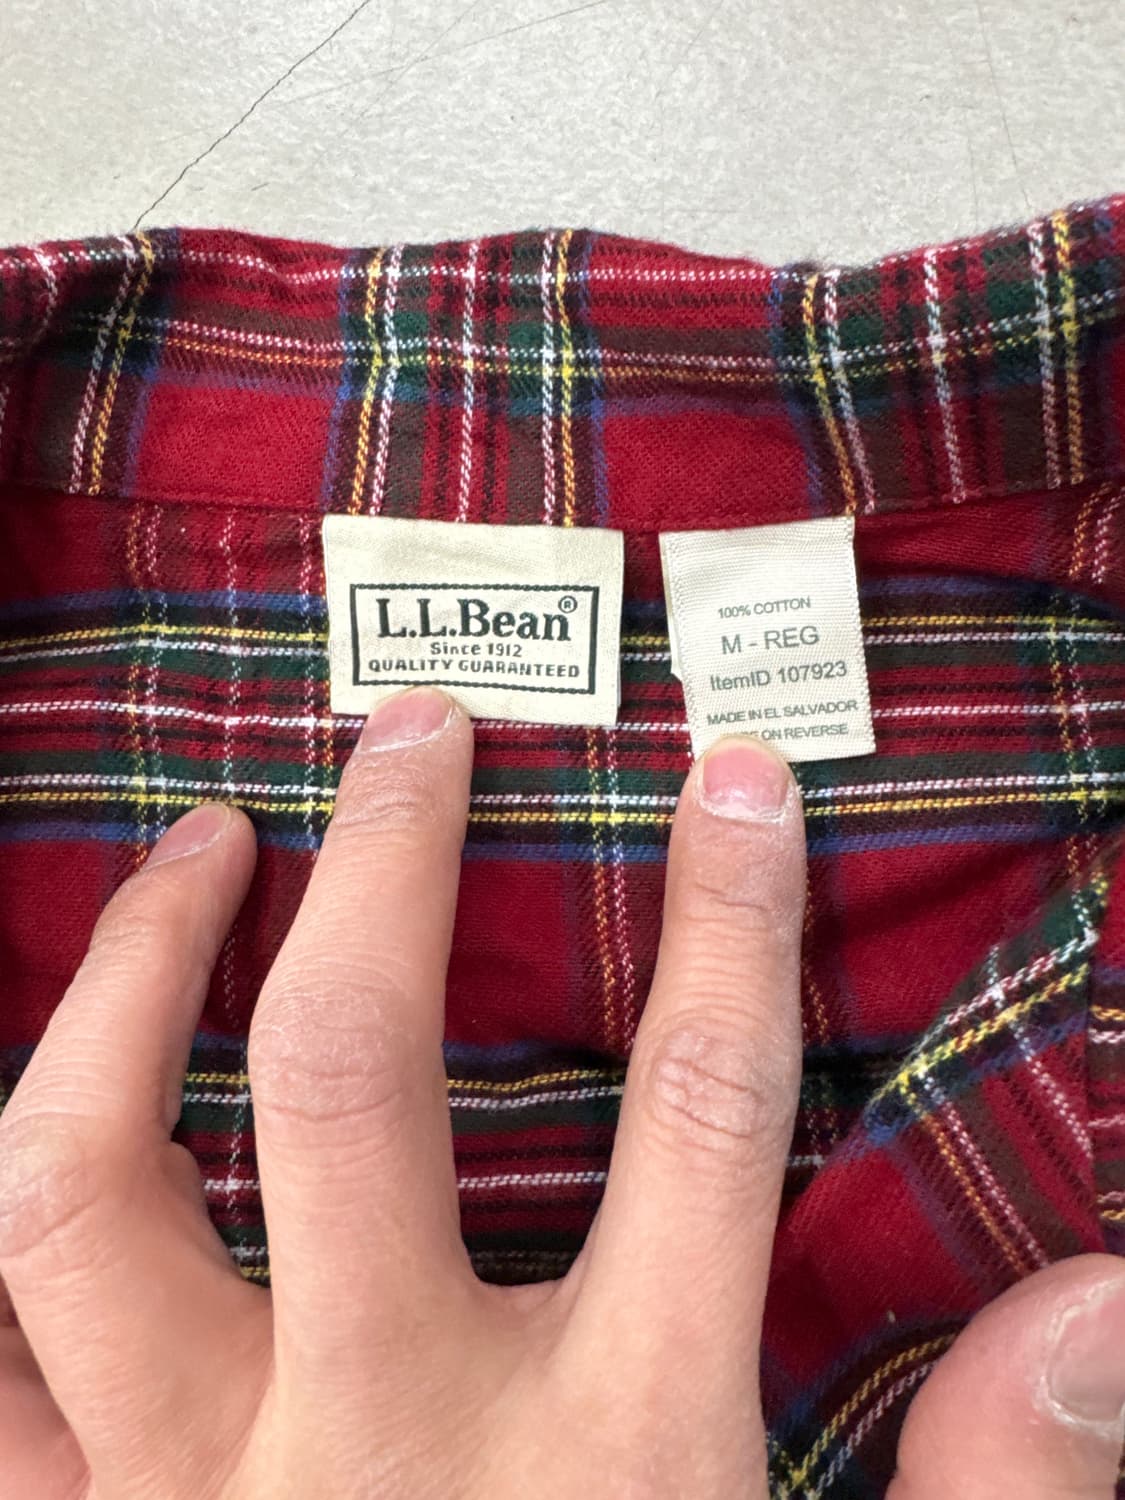 L.L.Bean®
Since 1912
QUALITY GUARANTEED
100% COTTON
M - REG
ItemID 107923
MADE IN EL SALVADOR
ON REVERSE